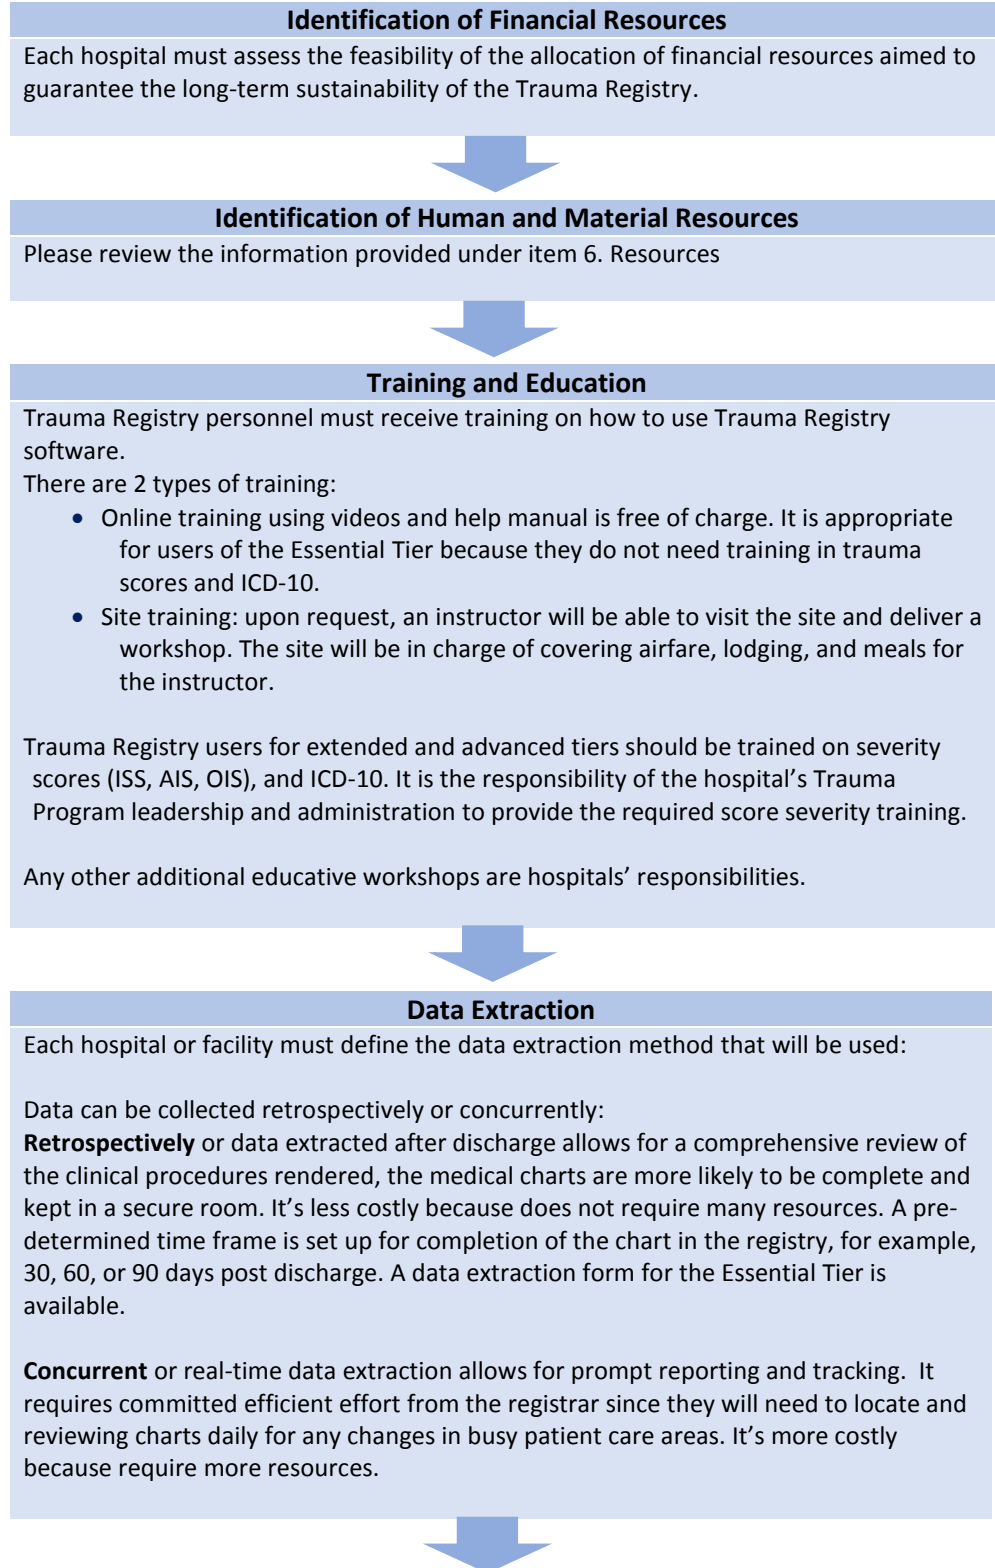 Identification of Financial Resources
Each hospital must assess the feasibility of the allocation of financial resources aimed to
guarantee the long-term sustainability of the Trauma Registry.
Identification of Human and Material Resources
Please review the information provided under item 6. Resources
Training and Education
Trauma Registry personnel must receive training on how to use Trauma Registry
software.
There are 2 types of training:
• Online training using videos and help manual is free of charge. It is appropriate
for users of the Essential Tier because they do not need training in trauma
scores and ICD-10.
• Site training: upon request, an instructor will be able to visit the site and deliver a
workshop. The site will be in charge of covering airfare, lodging, and meals for
the instructor.
Trauma Registry users for extended and advanced tiers should be trained on severity
scores (ISS, AIS, OIS), and ICD-10. It is the responsibility of the hospital’s Trauma
Program leadership and administration to provide the required score severity training.
Any other additional educative workshops are hospitals’ responsibilities.
Data Extraction
Each hospital or facility must define the data extraction method that will be used:
Data can be collected retrospectively or concurrently:
Retrospectively or data extracted after discharge allows for a comprehensive review of
the clinical procedures rendered, the medical charts are more likely to be complete and
kept in a secure room. It’s less costly because does not require many resources. A pre-
determined time frame is set up for completion of the chart in the registry, for example,
30, 60, or 90 days post discharge. A data extraction form for the Essential Tier is
available.
Concurrent or real-time data extraction allows for prompt reporting and tracking.  It
requires committed efficient effort from the registrar since they will need to locate and
reviewing charts daily for any changes in busy patient care areas. It’s more costly
because require more resources.